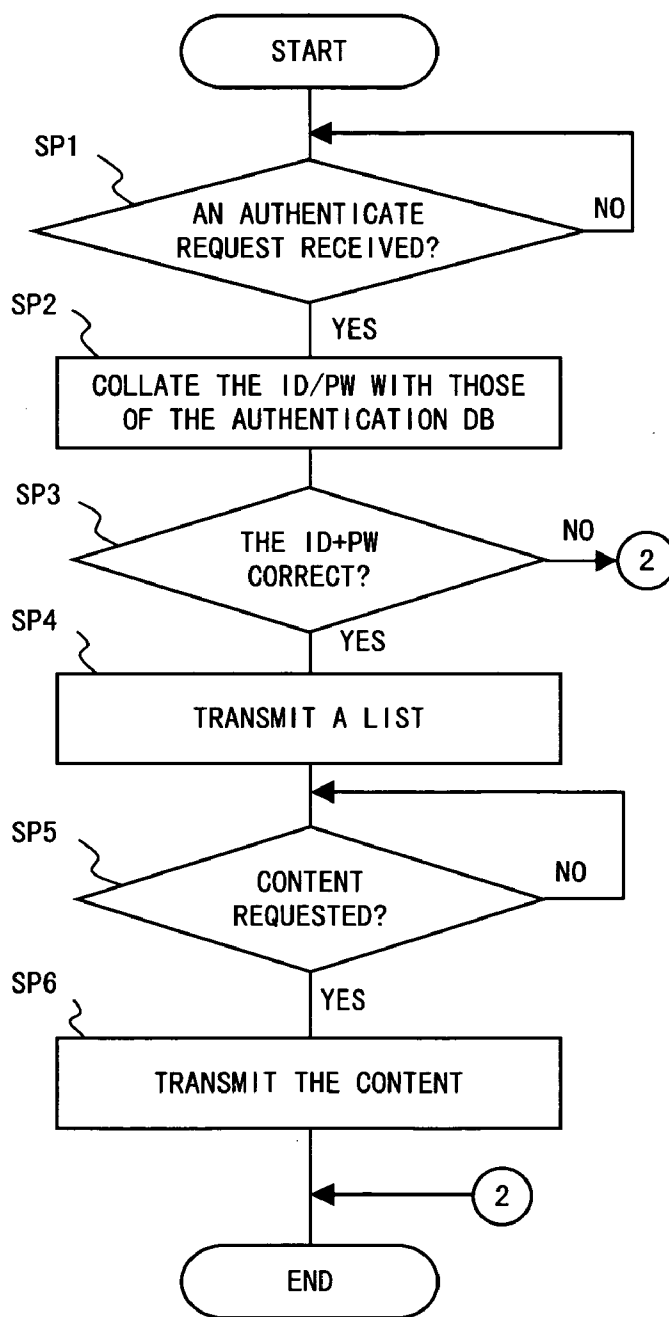 START
SP1
AN AUTHENTICATE
REQUEST RECEIVED?
NO
YES
SP2
COLLATE THE ID/PW WITH THOSE
OF THE AUTHENTICATION DB
SP3
THE ID+PW
CORRECT?
NO
2
YES
SP4
TRANSMIT A LIST
SP5
CONTENT
REQUESTED?
NO
YES
SP6
TRANSMIT THE CONTENT
2
END